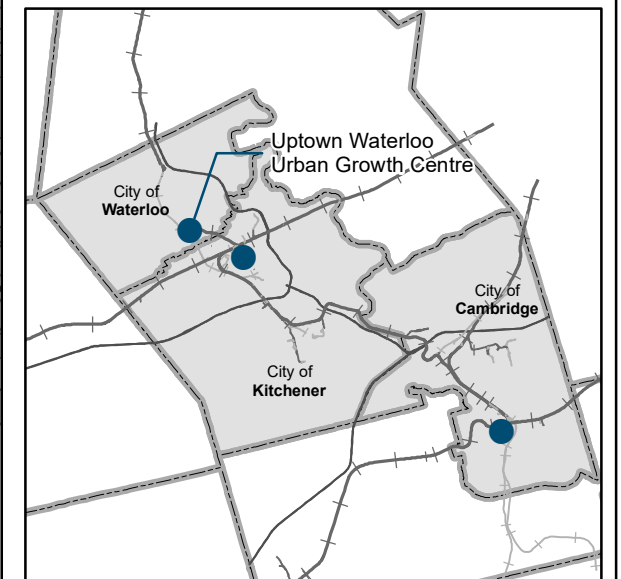 Uptown Waterloo
Urban Growth Centre
City of
Waterloo
City of
Cambridge
City of
Kitchener